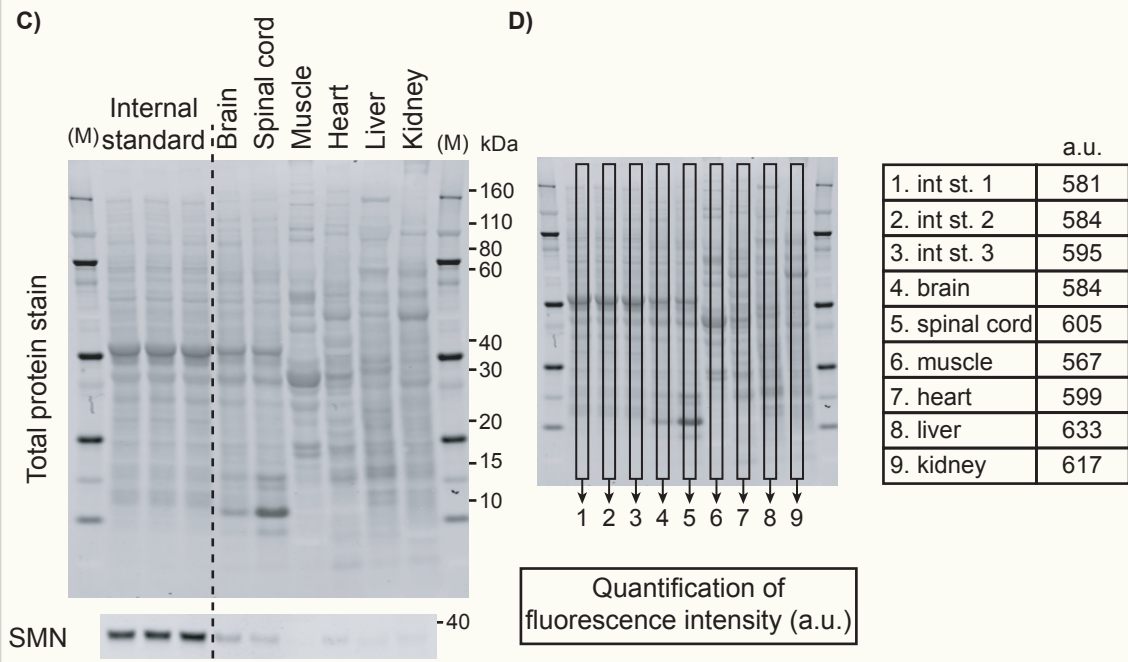 C)
Internal
standard
(M)
Brain
Spinal cord
Muscle
Heart
Liver
Kidney
(M)
kDa
160
110
80
60
40
30
20
15
10
Total protein stain
SMN
40
D)
1 2 3 4 5 6 7 8 9
Quantification of
fluorescence intensity (a.u.)
a.u.
1. int st. 1 581
2. int st. 2 584
3. int st. 3 595
4. brain 584
5. spinal cord 605
6. muscle 567
7. heart 599
8. liver 633
9. kidney 617